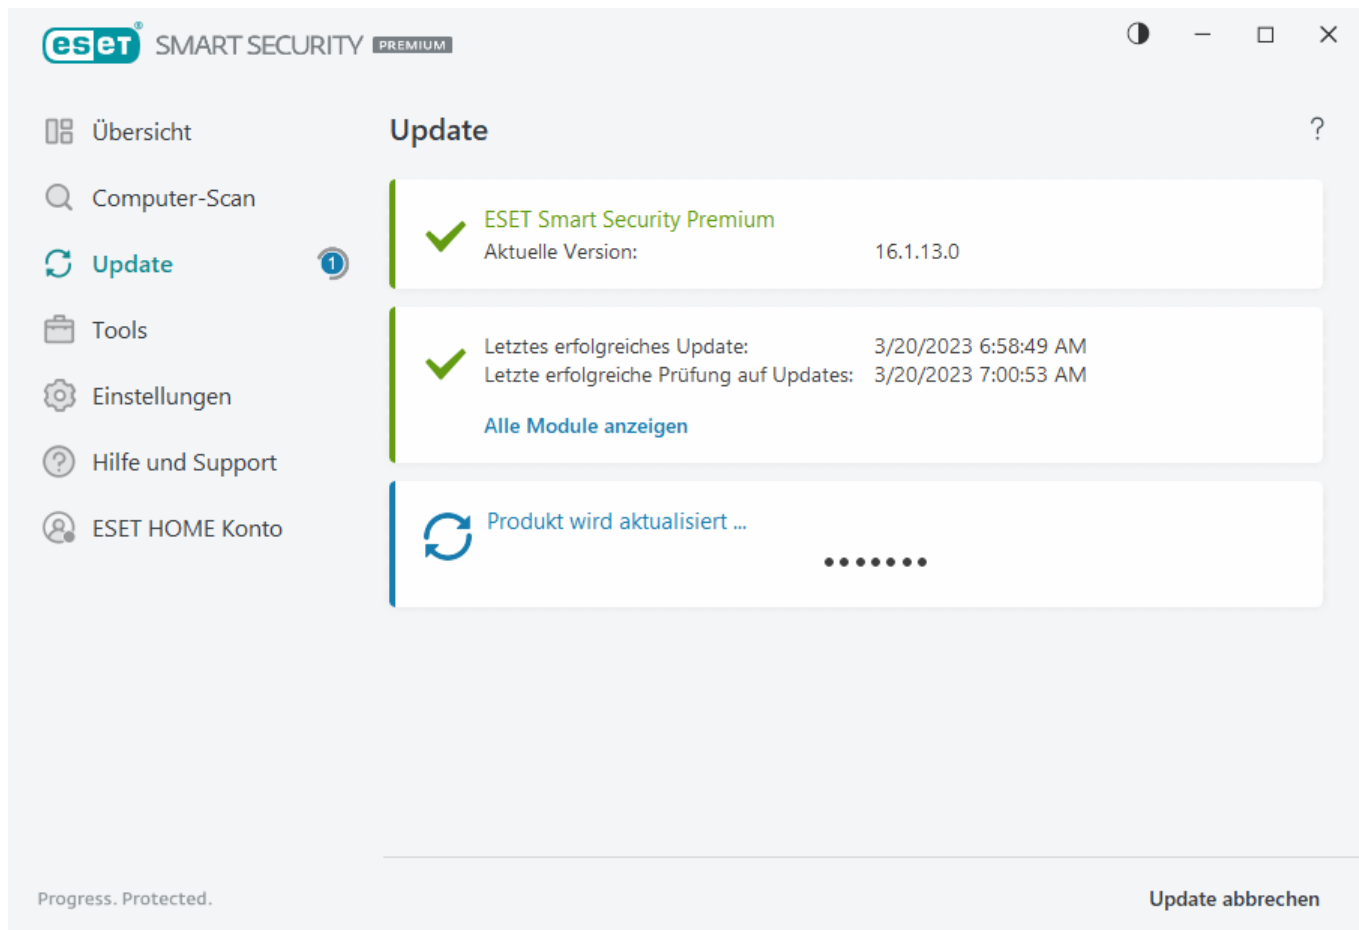 eset® SMART SECURITY PREMIUM
Übersicht
Computer-Scan
Update 1
Tools
Einstellungen
Hilfe und Support
ESET HOME Konto
Update ?
ESET Smart Security Premium
Aktuelle Version: 16.1.13.0
Letztes erfolgreiches Update: 3/20/2023 6:58:49 AM
Letzte erfolgreiche Prüfung auf Updates: 3/20/2023 7:00:53 AM
Alle Module anzeigen
Produkt wird aktualisiert ...
Progress. Protected.
Update abbrechen